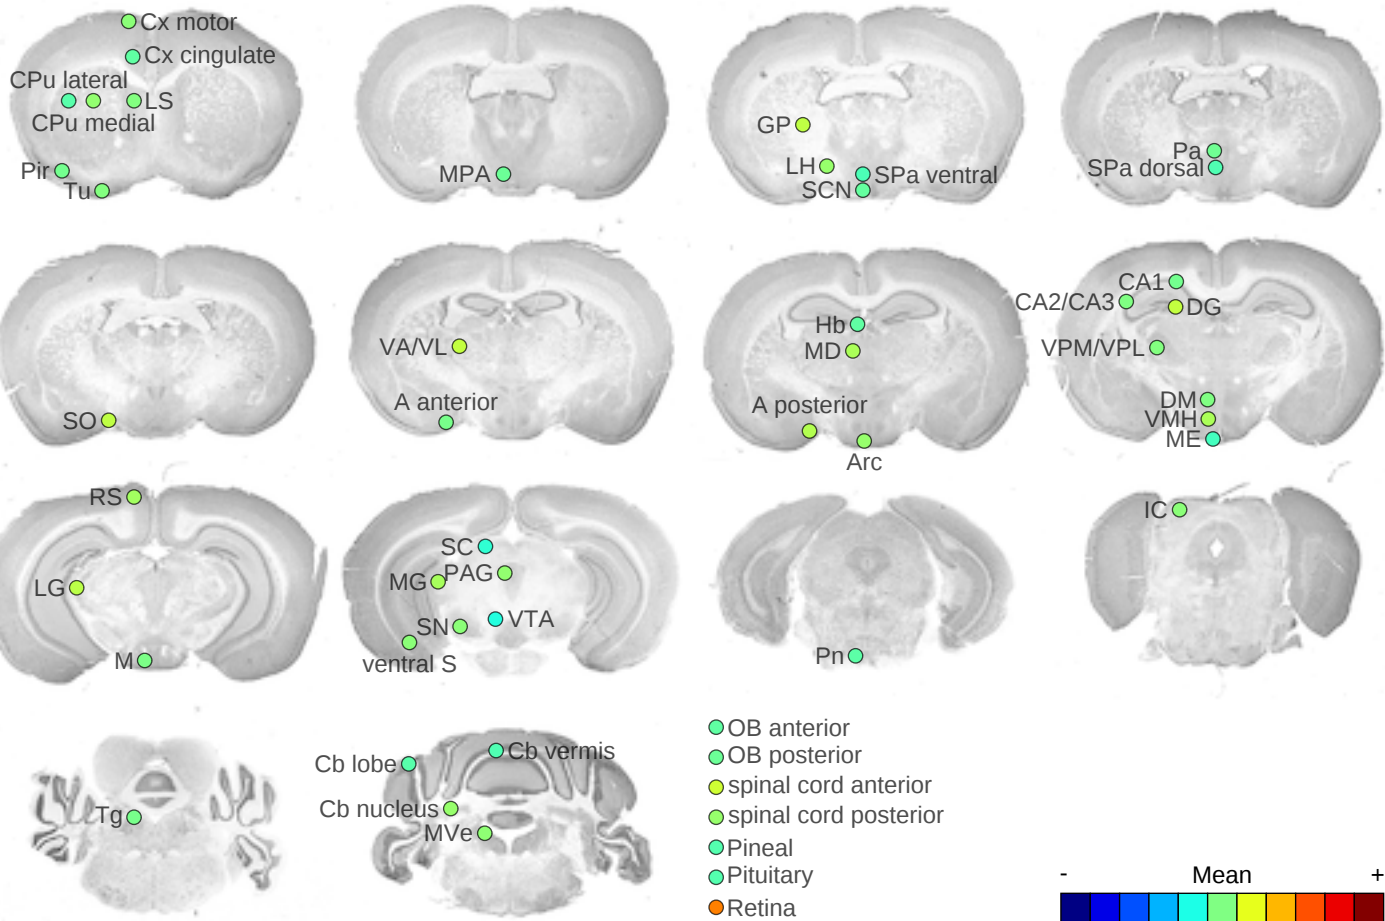 Cx motor
Cx cingulate
CPu lateral
LS
CPu medial
Pir
Tu
MPA
GP
LH
SPa ventral
SCN
Pa
SPa dorsal
SO
VA/VL
A anterior
Hb
MD
A posterior
Arc
CA1
CA2/CA3
DG
VPM/VPL
DM
VMH
ME
RS
LG
M
SC
PAG
MG
VTA
SN
ventral S
Pn
IC
Tg
Cb vermis
Cb lobe
Cb nucleus
MVe
OB anterior
OB posterior
spinal cord anterior
spinal cord posterior
Pineal
Pituitary
Retina
- Mean +